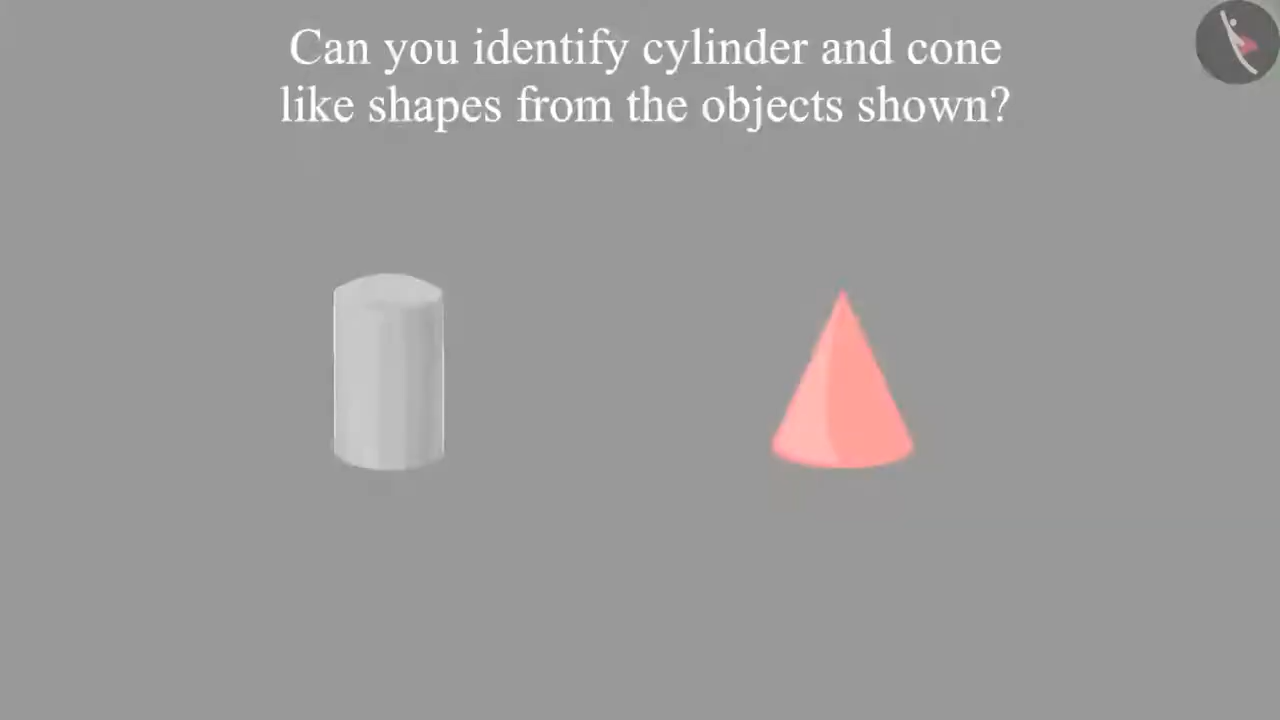 Can you identify cylinder and cone
like shapes from the objects shown?